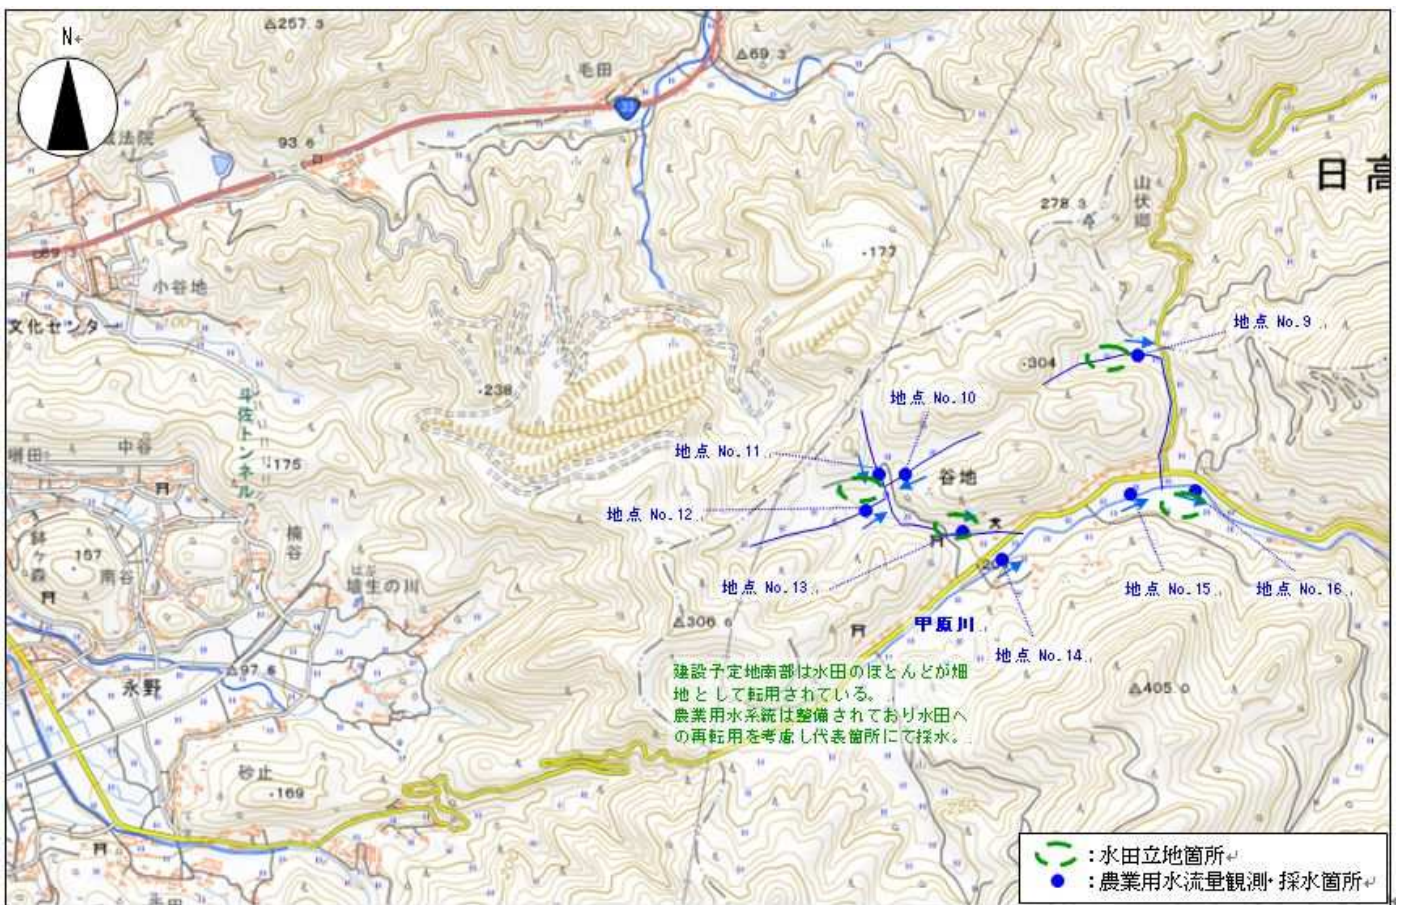 N
△257.3
△69.3
毛田
33
93.6
蔵法院
日高
山伏郷
278.3
・177
小谷地
文化センター
地点 No.9
・304
・238
地点 No.10
斗佐トンネル
地点 No.11
中谷
・175
谷地
地点 No.12
楠谷
鉢ヶ森
157
南谷
はぶ
埴生の川
地点 No.13
地点 No.15
地点 No.16
△306.6
甲原川
地点 No.14
△97.6
永野
建設予定地南部は水田のほとんどが畑
地として転用されている。
農業用水系統は整備されており水田へ
の再転用を考慮し代表箇所にて採水。
△405.0
砂止
・169
250
:水田立地箇所
:農業用水流量観測・採水箇所